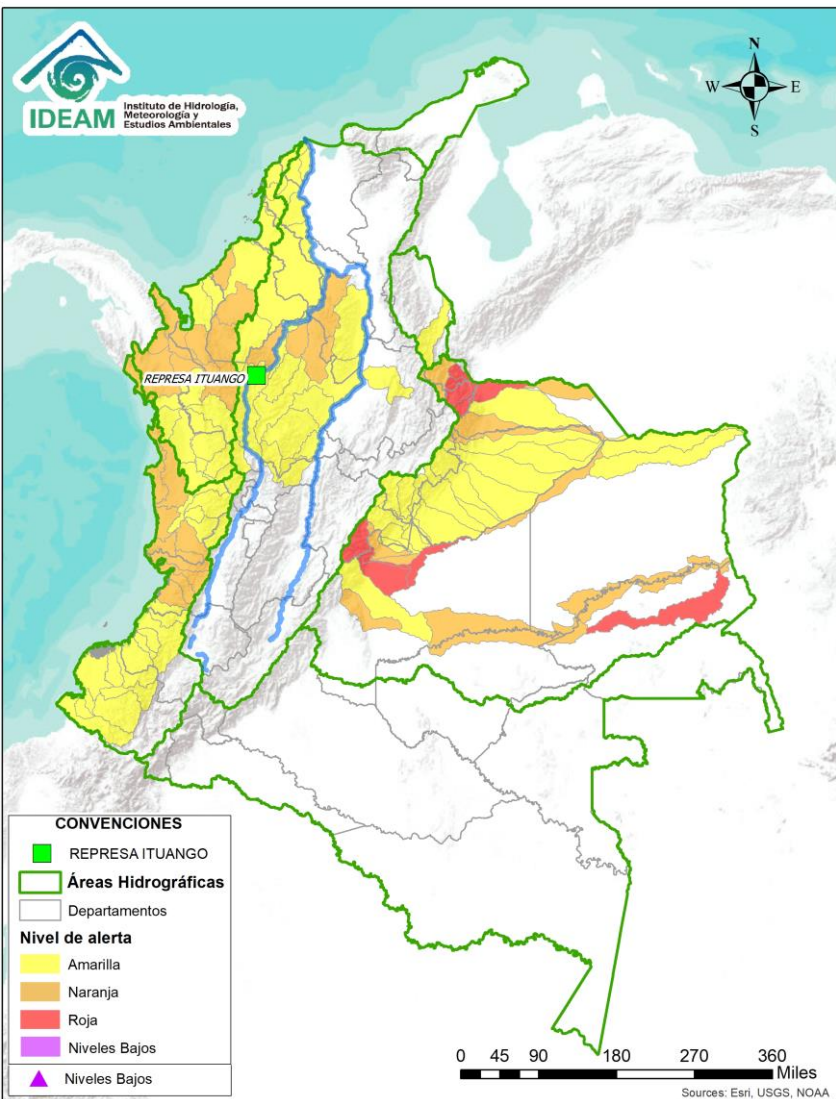 IDEAM
Instituto de Hidrología,
Meteorología y
Estudios Ambientales
N
W
E
S
REPRESA ITUANGO
CONVENCIONES
REPRESA ITUANGO
Áreas Hidrográficas
Departamentos
Nivel de alerta
Amarilla
Naranja
Roja
Niveles Bajos
Niveles Bajos
0 45 90 180 270 360
Miles
Sources: Esri, USGS, NOAA